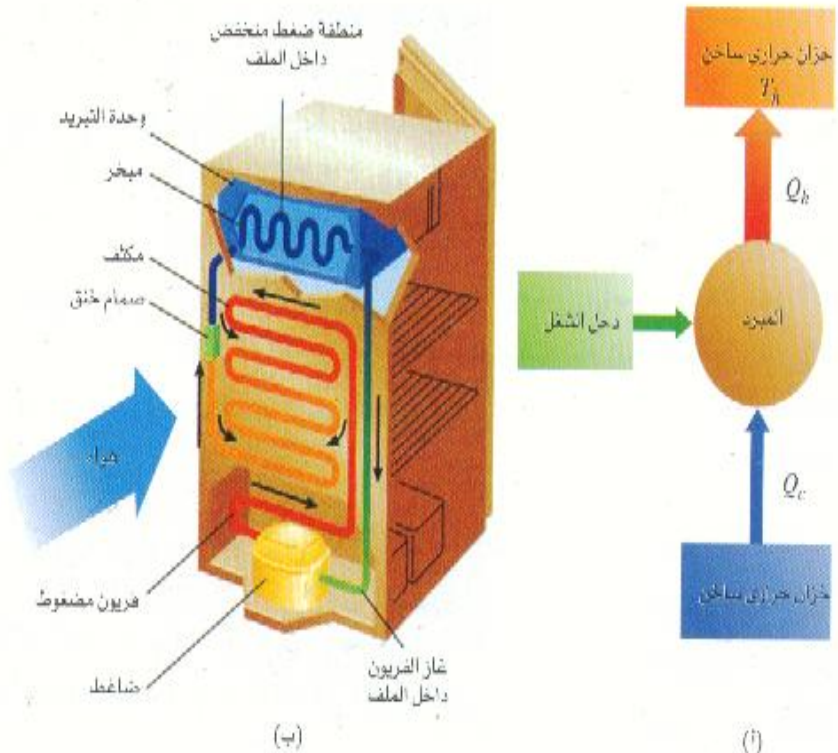 منطقة ضغط منخفض
داخل الملف
وحدة التبريد
مبخر
مكثف
صمام خنق
هواء
فريون مضغوط
ضاغط
غاز الفريون
داخل الملف
(ب)
خزان حراري ساخن
T_h
Q_h
المبرد
دخل الشغل
Q_c
خزان حراري ساخن
(أ)